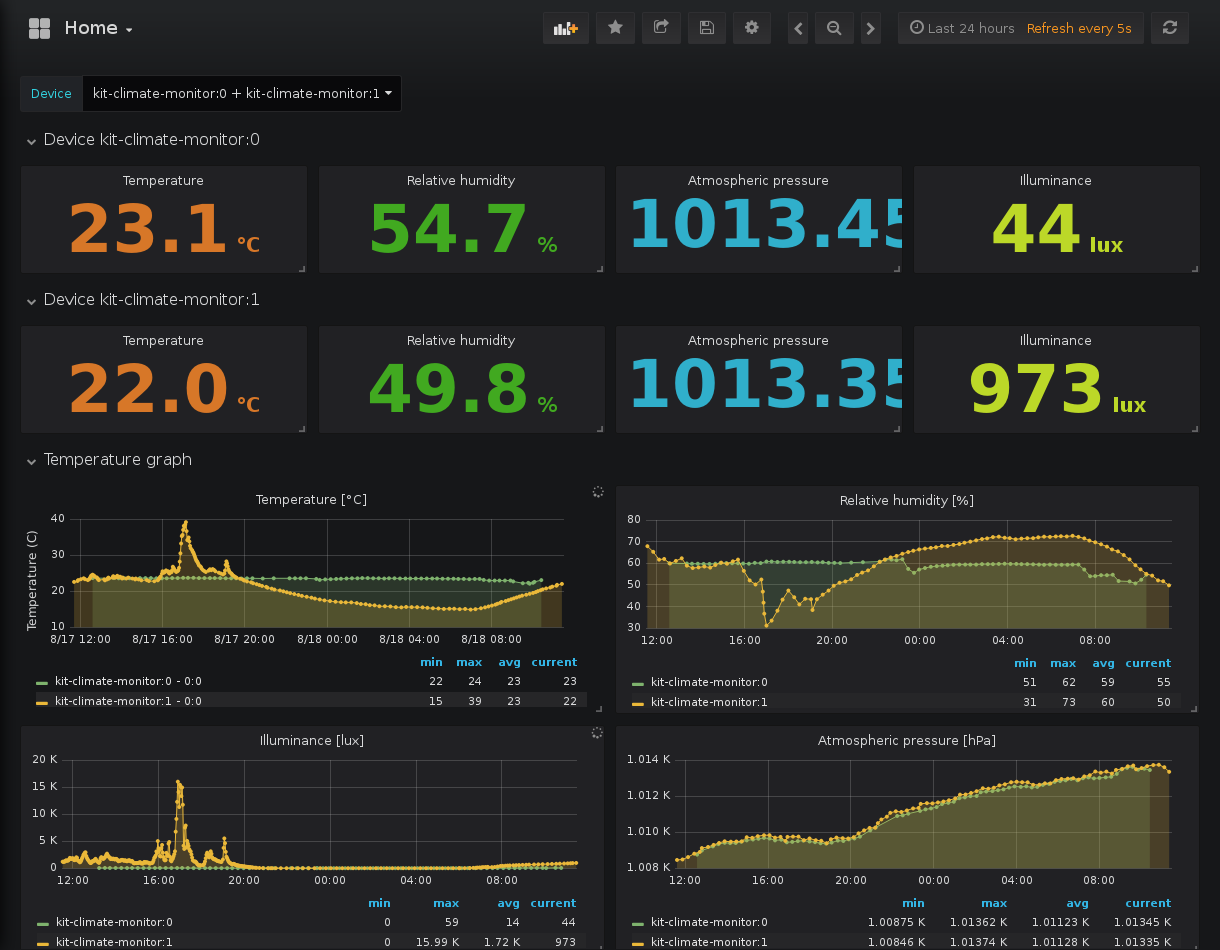 Home
Last 24 hours Refresh every 5s
Device kit-climate-monitor:0 + kit-climate-monitor:1
Device kit-climate-monitor:0
Temperature Relative humidity Atmospheric pressure Illuminance
23.1 °C 54.7 % 1013.45 44 lux
Device kit-climate-monitor:1
Temperature Relative humidity Atmospheric pressure Illuminance
22.0 °C 49.8 % 1013.35 973 lux
Temperature graph
Temperature [°C]
Temperature (C)
40
30
20
10
8/17 12:00 8/17 16:00 8/17 20:00 8/18 00:00 8/18 04:00 8/18 08:00
min max avg current
kit-climate-monitor:0 - 0:0 22 24 23 23
kit-climate-monitor:1 - 0:0 15 39 23 22
Relative humidity [%]
80
70
60
50
40
30
12:00 16:00 20:00 00:00 04:00 08:00
min max avg current
kit-climate-monitor:0 51 62 59 55
kit-climate-monitor:1 31 73 60 50
Illuminance [lux]
20 K
15 K
10 K
5 K
0
12:00 16:00 20:00 00:00 04:00 08:00
min max avg current
kit-climate-monitor:0 0 59 14 44
kit-climate-monitor:1 0 15.99 K 1.72 K 973
Atmospheric pressure [hPa]
1.014 K
1.012 K
1.010 K
1.008 K
12:00 16:00 20:00 00:00 04:00 08:00
min max avg current
kit-climate-monitor:0 1.00875 K 1.01362 K 1.01123 K 1.01345 K
kit-climate-monitor:1 1.00846 K 1.01374 K 1.01128 K 1.01335 K